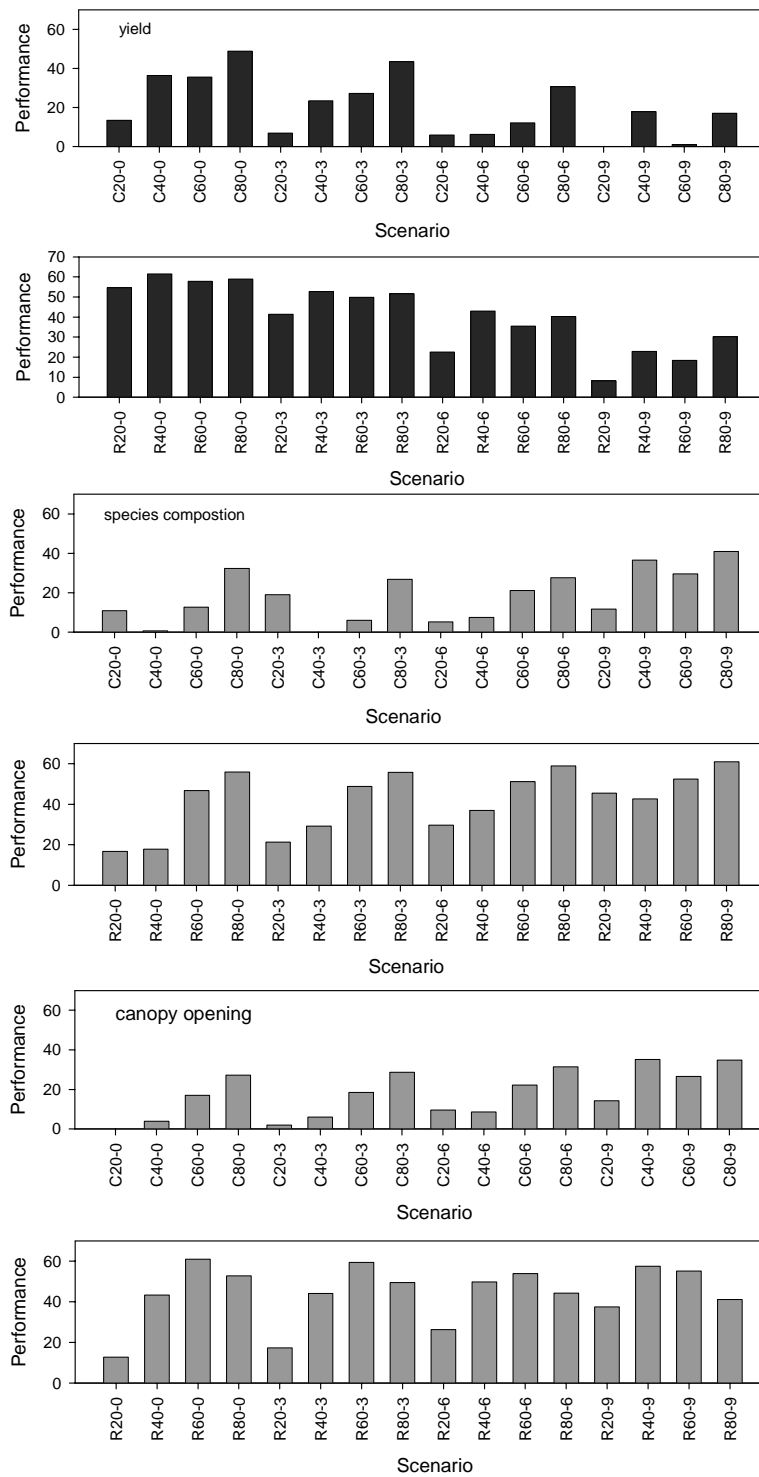 yield
Performance
60
40
20
0
C20-0 C40-0 C60-0 C80-0 C20-3 C40-3 C60-3 C80-3 C20-6 C40-6 C60-6 C80-6 C20-9 C40-9 C60-9 C80-9
Scenario
Performance
70
60
50
40
30
20
10
0
R20-0 R40-0 R60-0 R80-0 R20-3 R40-3 R60-3 R80-3 R20-6 R40-6 R60-6 R80-6 R20-9 R40-9 R60-9 R80-9
Scenario
species compostion
Performance
60
40
20
0
C20-0 C40-0 C60-0 C80-0 C20-3 C40-3 C60-3 C80-3 C20-6 C40-6 C60-6 C80-6 C20-9 C40-9 C60-9 C80-9
Scenario
Performance
60
40
20
0
R20-0 R40-0 R60-0 R80-0 R20-3 R40-3 R60-3 R80-3 R20-6 R40-6 R60-6 R80-6 R20-9 R40-9 R60-9 R80-9
Scenario
canopy opening
Performance
60
40
20
0
C20-0 C40-0 C60-0 C80-0 C20-3 C40-3 C60-3 C80-3 C20-6 C40-6 C60-6 C80-6 C20-9 C40-9 C60-9 C80-9
Scenario
Performance
60
40
20
0
R20-0 R40-0 R60-0 R80-0 R20-3 R40-3 R60-3 R80-3 R20-6 R40-6 R60-6 R80-6 R20-9 R40-9 R60-9 R80-9
Scenario